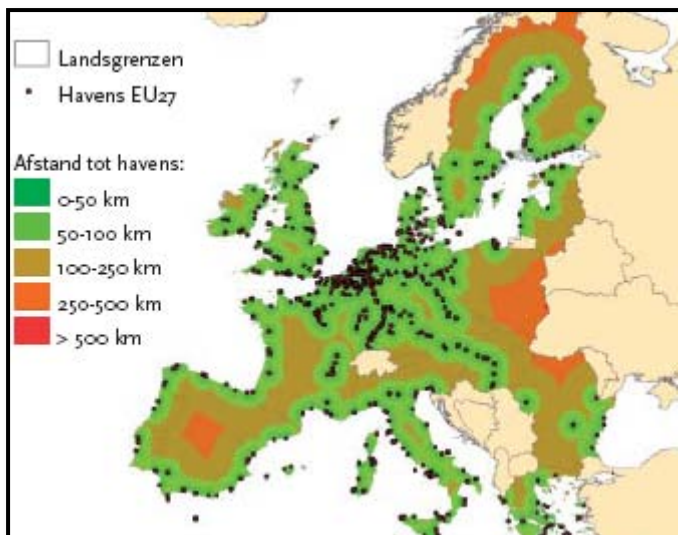 Landsgrenzen
Havens EU27
Afstand tot havens:
0-50 km
50-100 km
100-250 km
250-500 km
> 500 km